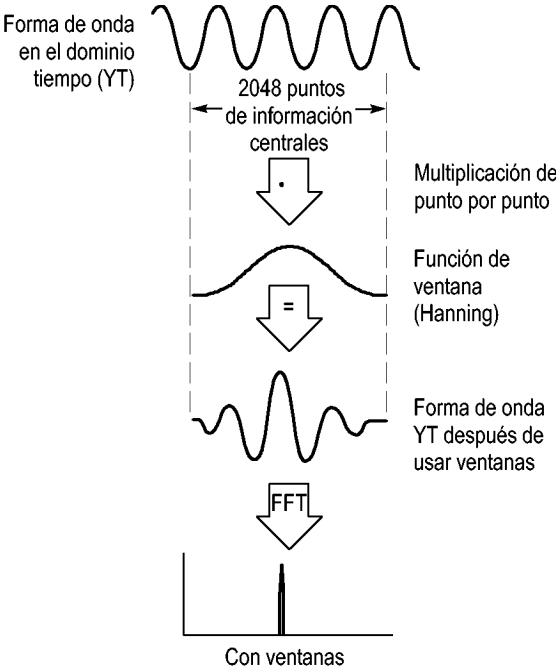 Forma de onda
en el dominio
tiempo (YT)
2048 puntos
de información
centrales
Multiplicación de
punto por punto
Función de
ventana
(Hanning)
=
Forma de onda
YT después de
usar ventanas
FFT
Con ventanas